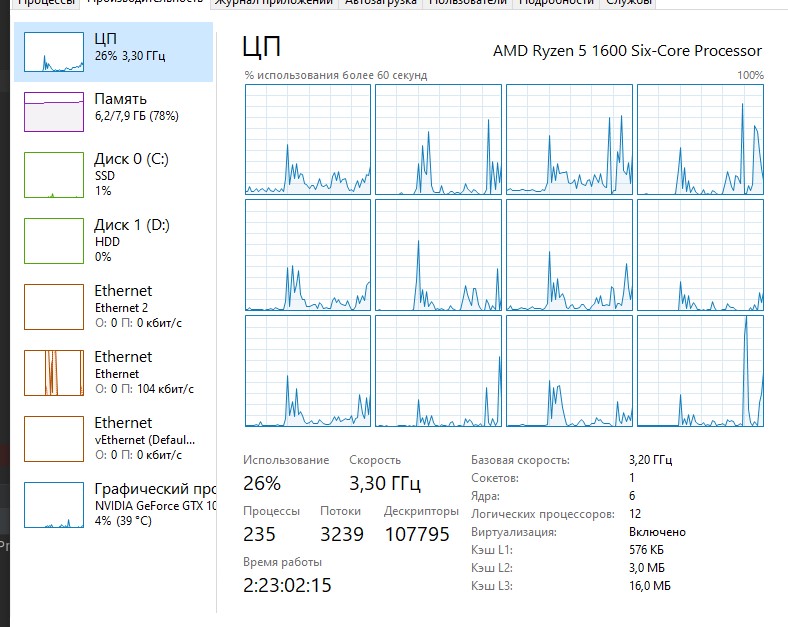 Процессы Производительность Журнал приложений Автозагрузка Пользователи Подробности Службы
ЦП
26% 3,30 ГГц
Память
6,2/7,9 ГБ (78%)
Диск 0 (C:)
SSD
1%
Диск 1 (D:)
HDD
0%
Ethernet
Ethernet 2
О: 0 П: 0 кбит/с
Ethernet
Ethernet
О: 0 П: 104 кбит/с
Ethernet
vEthernet (Defaul...
О: 0 П: 0 кбит/с
Графический про
NVIDIA GeForce GTX 10
4% (39 °C)
ЦП
AMD Ryzen 5 1600 Six-Core Processor
% использования более 60 секунд
100%
Использование
Скорость
26%
3,30 ГГц
Процессы
Потоки
Дескрипторы
235
3239
107795
Время работы
2:23:02:15
Базовая скорость: 3,20 ГГц
Сокетов: 1
Ядра: 6
Логических процессоров: 12
Виртуализация: Включено
Кэш L1: 576 КБ
Кэш L2: 3,0 МБ
Кэш L3: 16,0 МБ